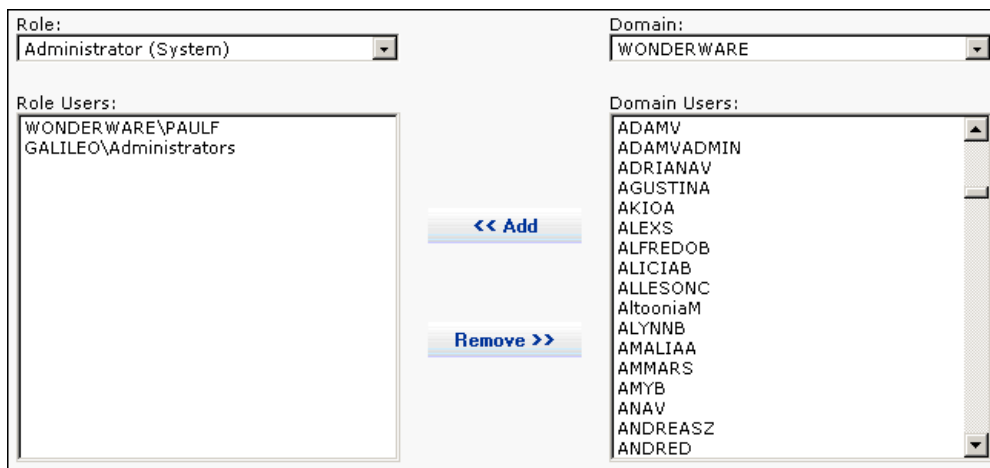 Role:
Administrator (System)
Domain:
WONDERWARE
Role Users:
WONDERWARE\PAULF
GALILEO\Administrators
<< Add
Remove >>
Domain Users:
ADAMV
ADAMVADMIN
ADRIANAV
AGUSTINA
AKIOA
ALEXS
ALFREDOB
ALICIAB
ALLESONC
AltooniaM
ALYNNB
AMALIAA
AMMARS
AMYB
ANAV
ANDREASZ
ANDRED